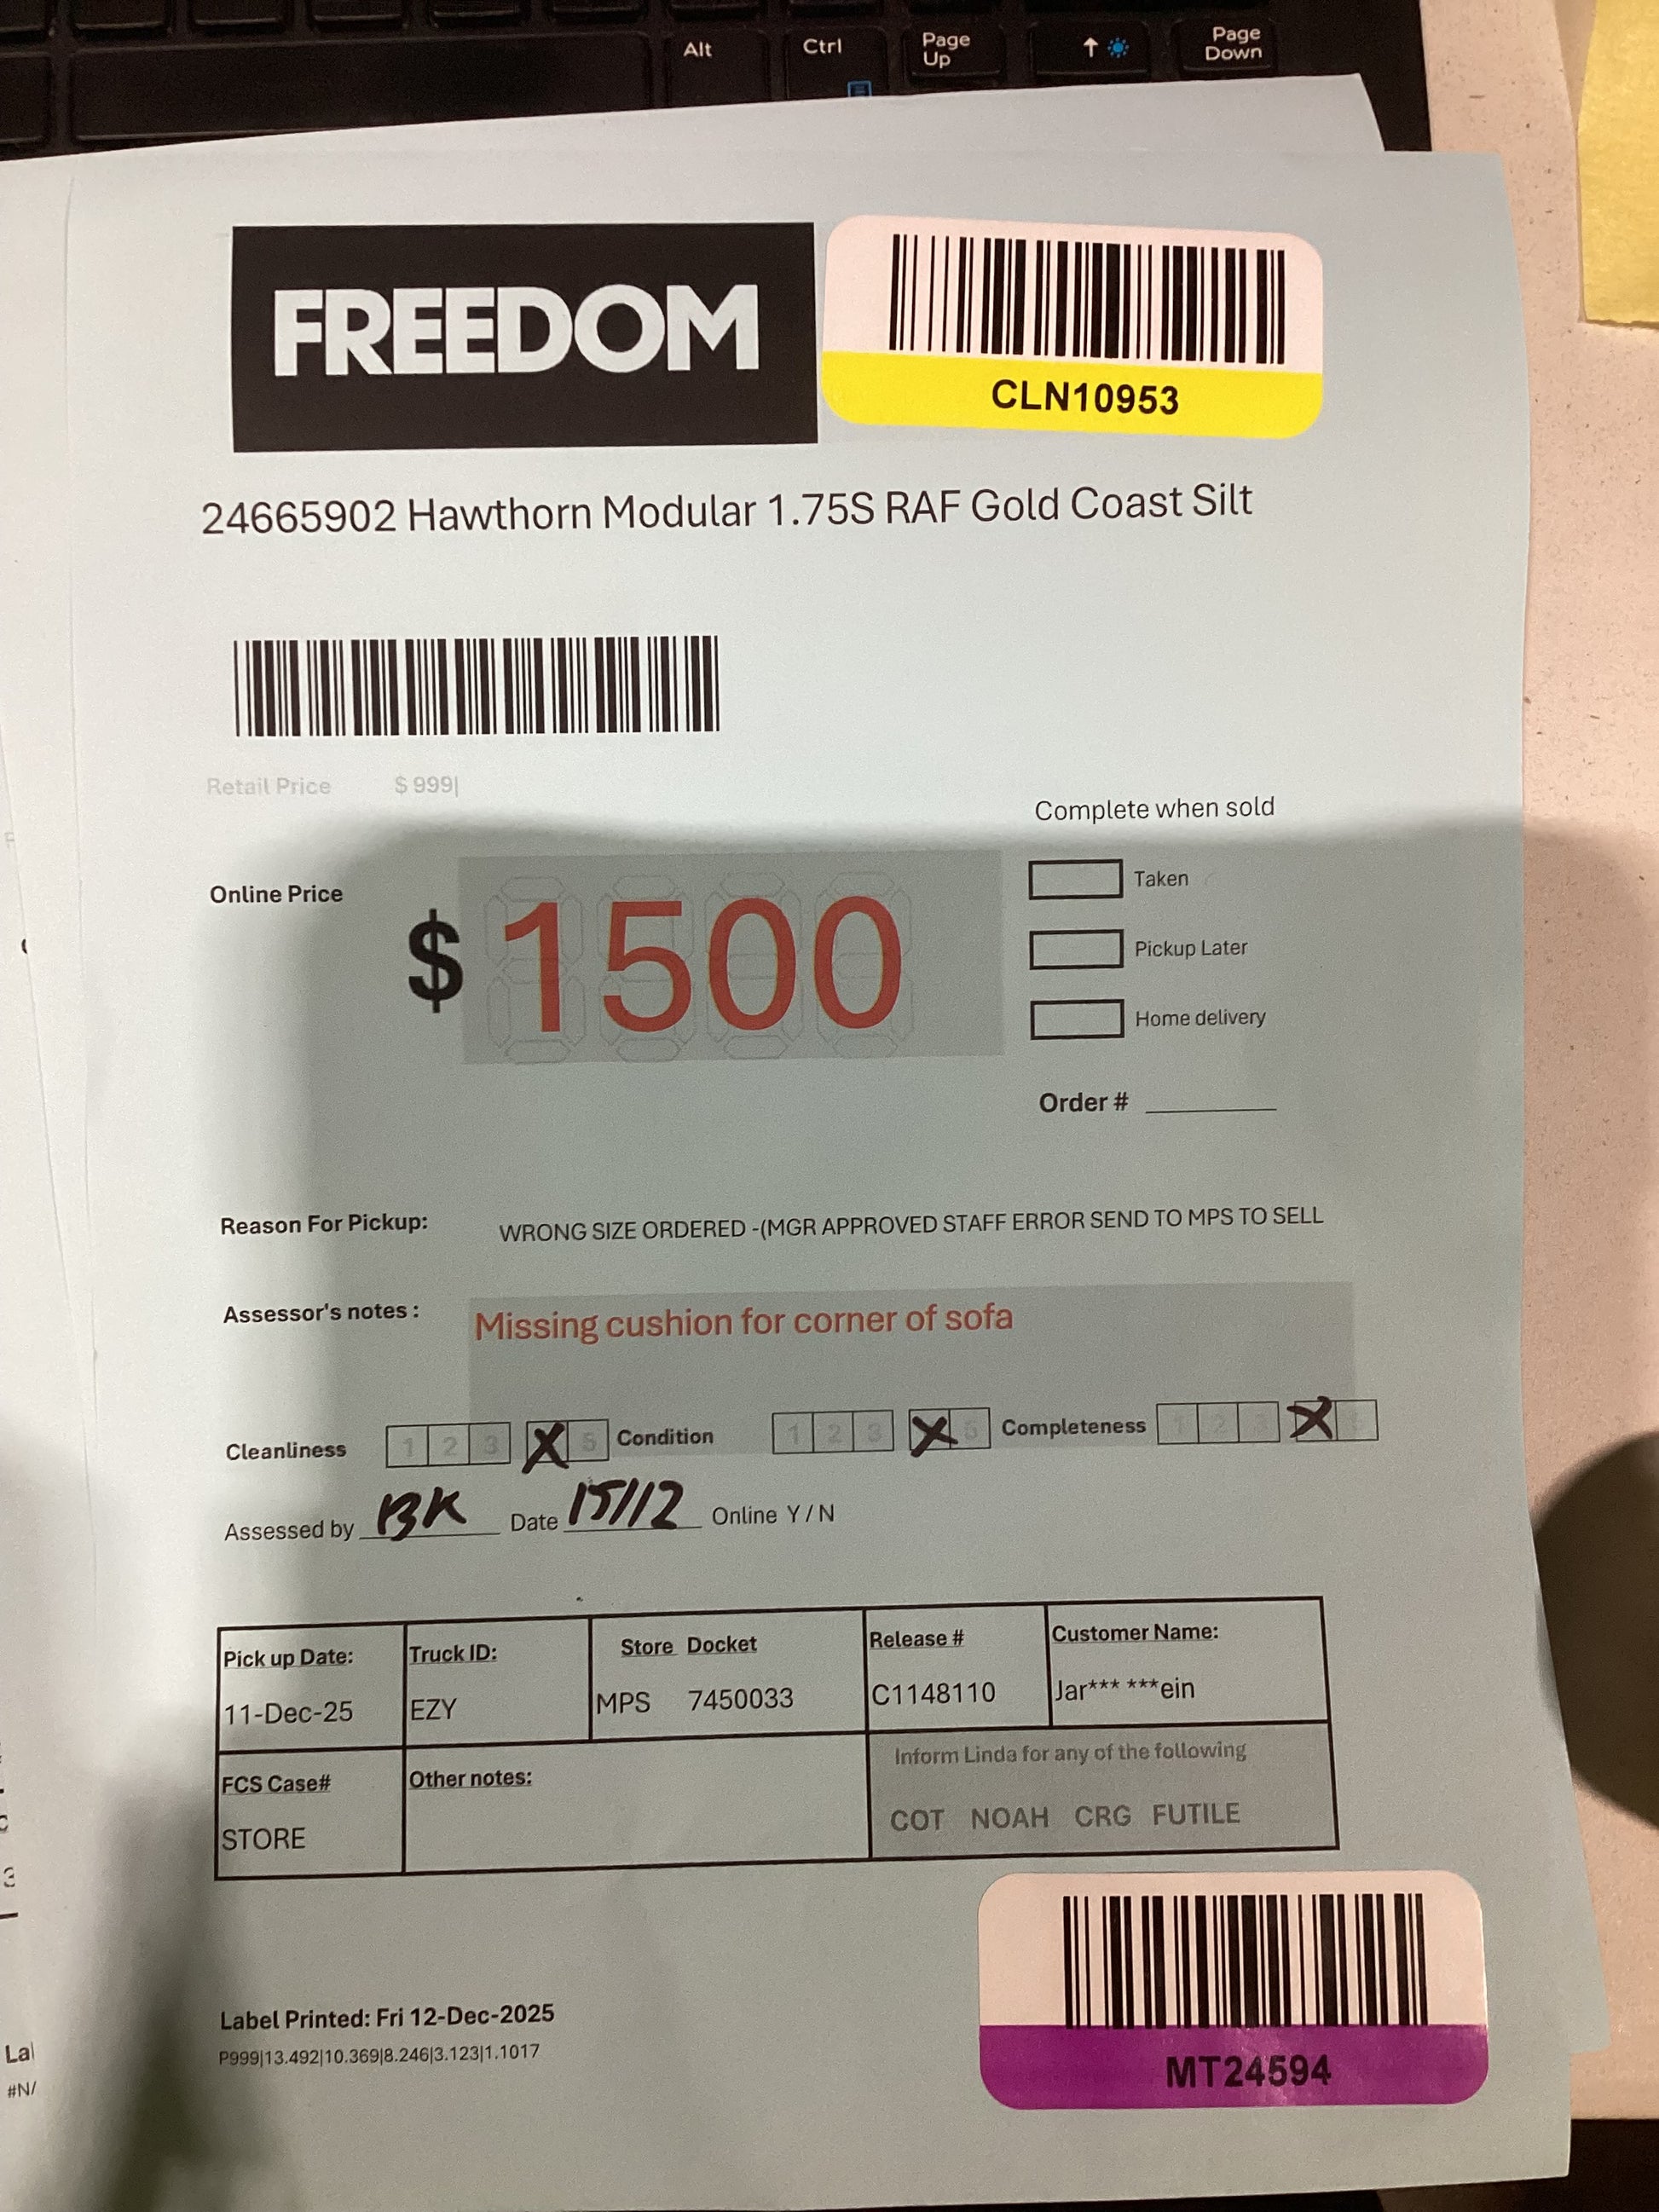 Alt Ctrl Page Up ↑ Page Down
FREEDOM
CLN10953
24665902 Hawthorn Modular 1.75S RAF Gold Coast Silt
Retail Price $ 999|
Complete when sold
Online Price
$ 1500
Taken
Pickup Later
Home delivery
Order #
Reason For Pickup: WRONG SIZE ORDERED -(MGR APPROVED STAFF ERROR SEND TO MPS TO SELL
Assessor's notes : Missing cushion for corner of sofa
Cleanliness 1 2 3 X 5 Condition 1 2 3 X 5 Completeness 1 2 3 X
Assessed by BK Date 15/12 Online Y / N
Pick up Date: Truck ID: Store Docket Release # Customer Name:
11-Dec-25 EZY MPS 7450033 C1148110 Jar*** ***ein
FCS Case# Other notes: Inform Linda for any of the following
STORE COT NOAH CRG FUTILE
Label Printed: Fri 12-Dec-2025
P999|13.492|10.369|8.246|3.123|1.1017
MT24594
Lal
#N/